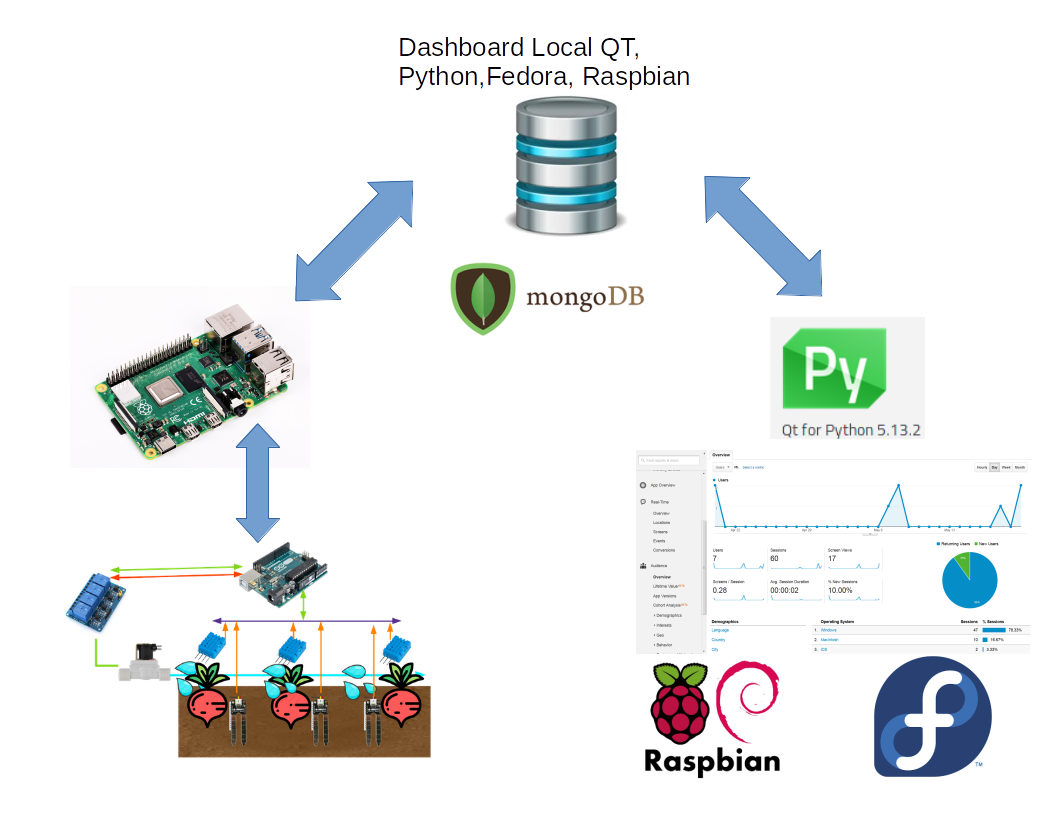 Dashboard Local QT,
Python,Fedora, Raspbian
mongoDB
Py
Qt for Python 5.13.2
Overview
Hourly Day Week Month
Users
App Overview
Real-Time
Overview
Locations
Screens
Events
Conversions
Audience
Overview
Lifetime Value
App Versions
Cohort Analysis
Demographics
Interests
Geo
Behavior
Returning Users New Users
Users
7
Sessions
60
Screen Views
17
Screens / Session
0.28
Avg. Session Duration
00:00:02
% New Sessions
10.00%
Demographics
Language
Country
City
Operating System Sessions % Sessions
1. Windows 47 78.33%
2. Macintosh 10 16.67%
3. iOS 2 3.33%
Raspbian
TM